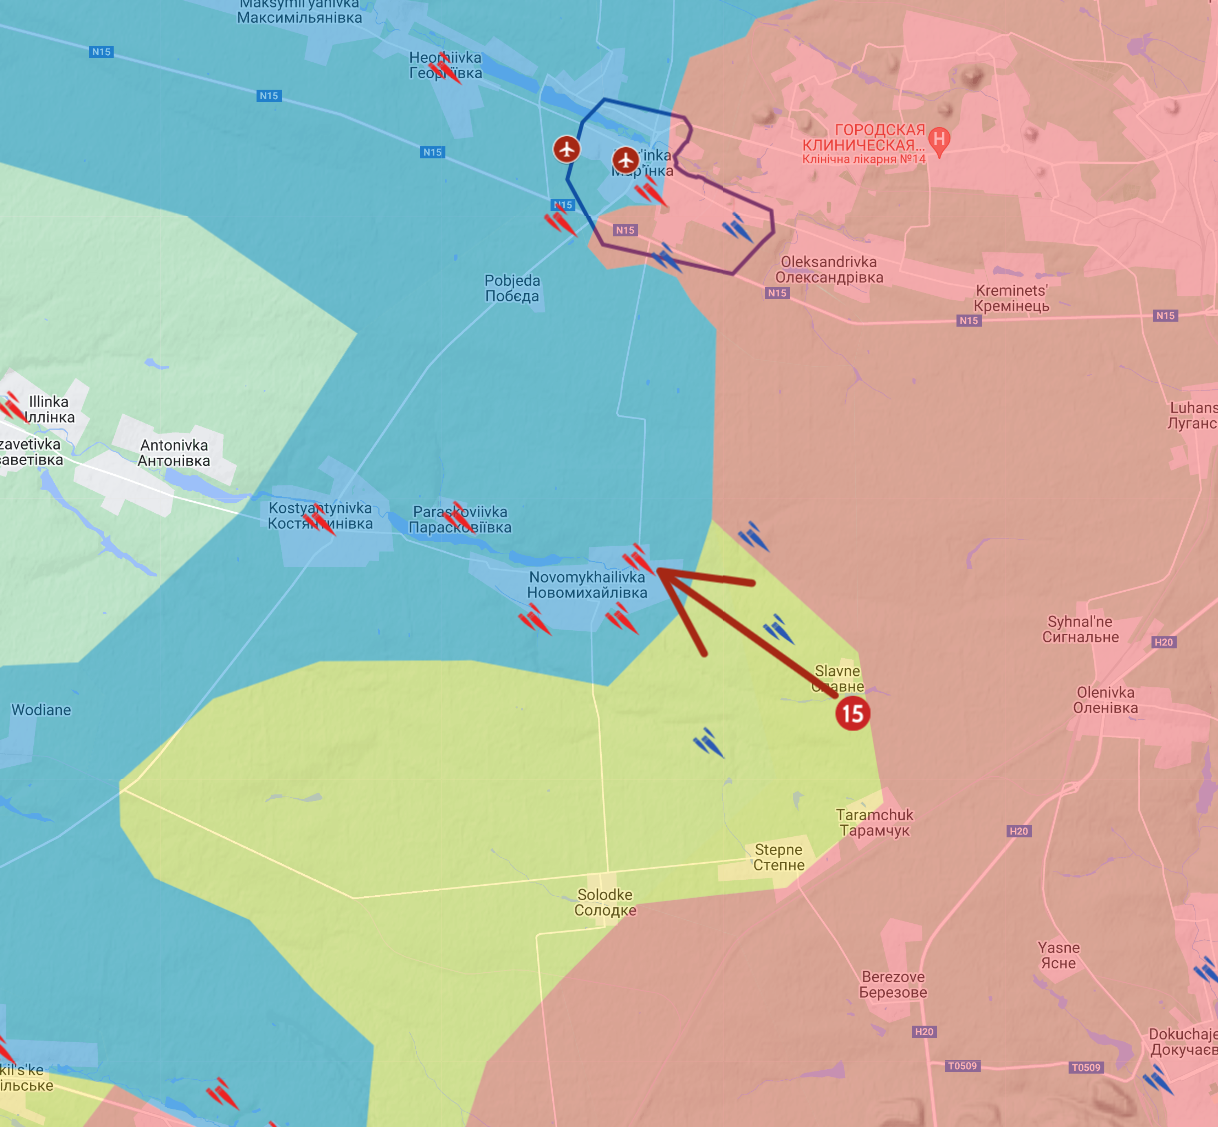 Maksymil'yanivka
Максимільянівка
N15
Heorhiivka
Георгіївка
N15
N15
ГОРОДСКАЯ
КЛИНИЧЕСКАЯ...
Клінічна лікарня №14
H
Mar'inka
Мар'їнка
N15
N15
Oleksandrivka
Олександрівка
Pobjeda
Побєда
N15
Kreminets'
Кремінець
N15
N15
Illinka
Іллінка
Luhans
Луганс
zavetivka
заветівка
Antonivka
Антонівка
Kostyantynivka
Костянтинівка
Paraskoviivka
Парасковіївка
Novomykhailivka
Новомихайлівка
Syhnal'ne
Сигнальне
H20
Slavne
Славне
Olenivka
Оленівка
15
Wodiane
Taramchuk
Тарамчук
H20
Stepne
Степне
Solodke
Солодке
Yasne
Ясне
Berezove
Березове
H20
Dokuchaje
Докучаєв
T0509
T0509
kil's'ke
ільське